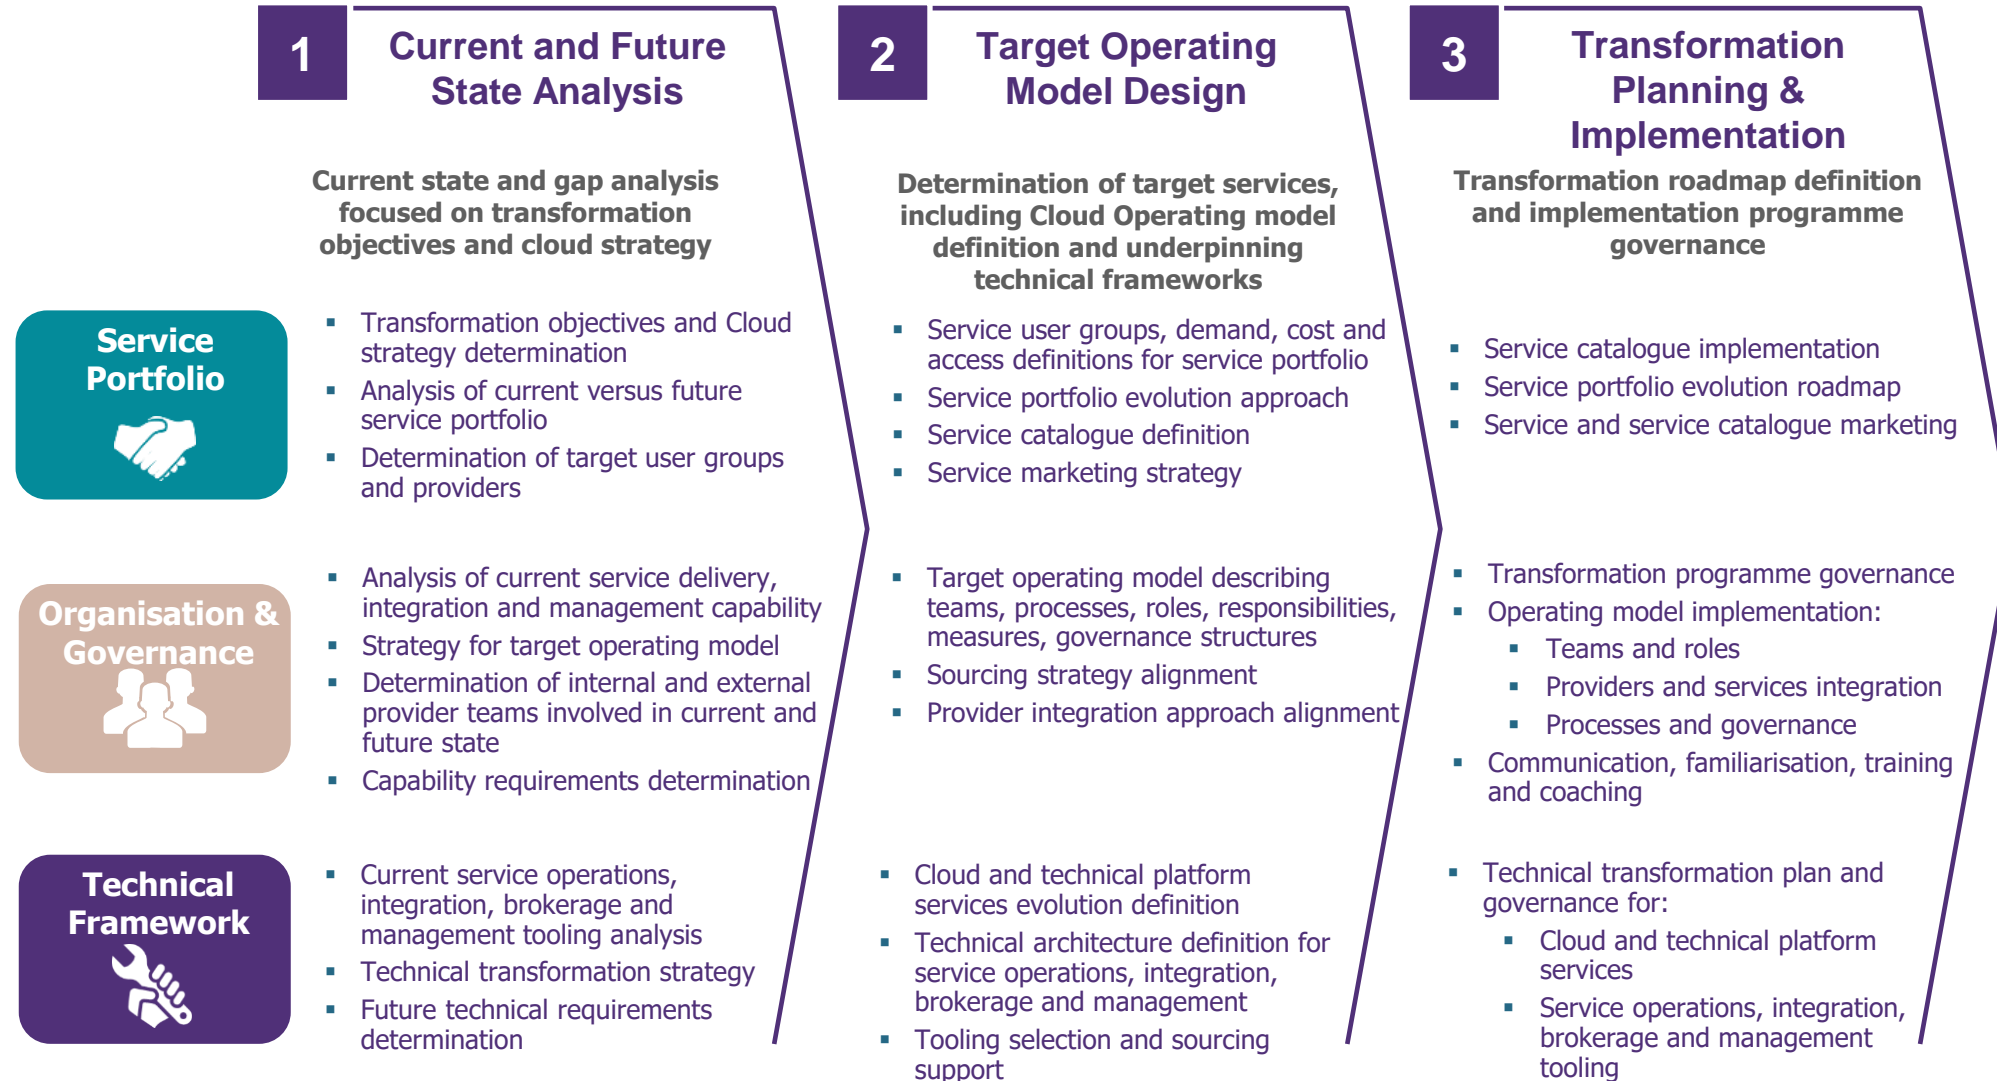 1
Current and Future
State Analysis
2
Target Operating
Model Design
3
Transformation
Planning &
Implementation
Current state and gap analysis
focused on transformation
objectives and cloud strategy
Determination of target services,
including Cloud Operating model
definition and underpinning
technical frameworks
Transformation roadmap definition
and implementation programme
governance
Service
Portfolio
▪ Transformation objectives and Cloud
strategy determination
▪ Analysis of current versus future
service portfolio
▪ Determination of target user groups
and providers
▪ Service user groups, demand, cost and
access definitions for service portfolio
▪ Service portfolio evolution approach
▪ Service catalogue definition
▪ Service marketing strategy
▪ Service catalogue implementation
▪ Service portfolio evolution roadmap
▪ Service and service catalogue marketing
Organisation &
Governance
▪ Analysis of current service delivery,
integration and management capability
▪ Strategy for target operating model
▪ Determination of internal and external
provider teams involved in current and
future state
▪ Capability requirements determination
▪ Target operating model describing
teams, processes, roles, responsibilities,
measures, governance structures
▪ Sourcing strategy alignment
▪ Provider integration approach alignment
▪ Transformation programme governance
▪ Operating model implementation:
▪ Teams and roles
▪ Providers and services integration
▪ Processes and governance
▪ Communication, familiarisation, training
and coaching
Technical
Framework
▪ Current service operations,
integration, brokerage and
management tooling analysis
▪ Technical transformation strategy
▪ Future technical requirements
determination
▪ Cloud and technical platform
services evolution definition
▪ Technical architecture definition for
service operations, integration,
brokerage and management
▪ Tooling selection and sourcing
support
▪ Technical transformation plan and
governance for:
▪ Cloud and technical platform
services
▪ Service operations, integration,
brokerage and management
tooling